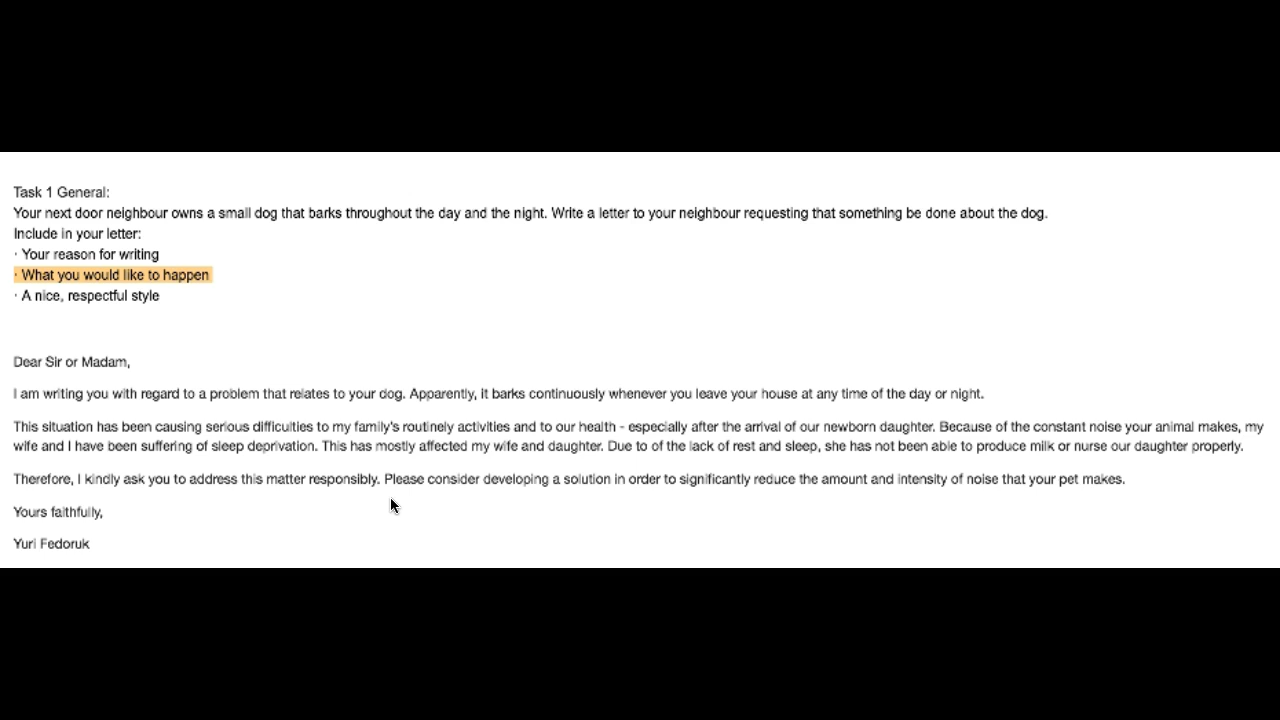 Task 1 General:
Your next door neighbour owns a small dog that barks throughout the day and the night. Write a letter to your neighbour requesting that something be done about the dog.
Include in your letter:
· Your reason for writing
· What you would like to happen
· A nice, respectful style
Dear Sir or Madam,
I am writing you with regard to a problem that relates to your dog. Apparently, it barks continuously whenever you leave your house at any time of the day or night.
This situation has been causing serious difficulties to my family's routinely activities and to our health - especially after the arrival of our newborn daughter. Because of the constant noise your animal makes, my
wife and I have been suffering of sleep deprivation. This has mostly affected my wife and daughter. Due to of the lack of rest and sleep, she has not been able to produce milk or nurse our daughter properly.
Therefore, I kindly ask you to address this matter responsibly. Please consider developing a solution in order to significantly reduce the amount and intensity of noise that your pet makes.
Yours faithfully,
Yuri Fedoruk